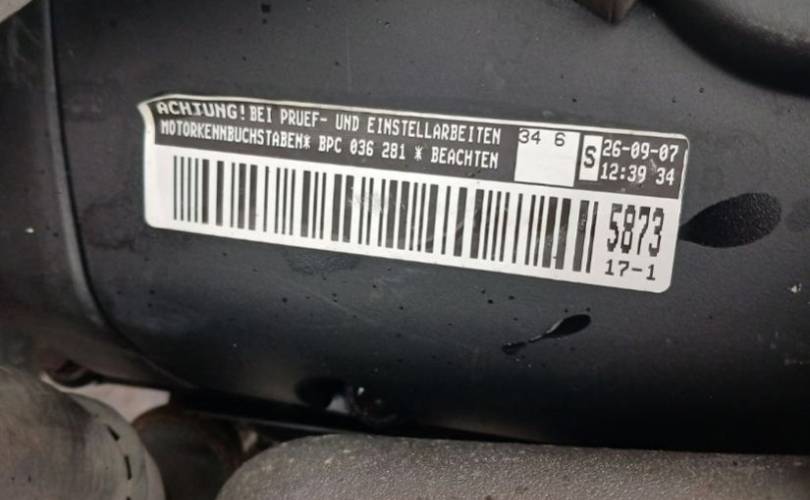 ACHTUNG! BEI PRUEF- UND EINSTELLARBEITEN
MOTORKENNBUCHSTABEN* BPC 036 281 * BEACHTEN
34 6
S
26-09-07
12:39 34
5873
17-1